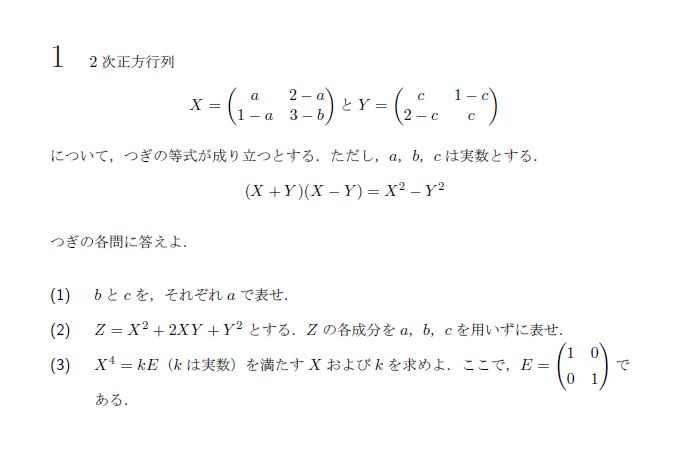 1 2 次正方行列
X = \begin{pmatrix} a & 2-a \\ 1-a & 3-b \end{pmatrix} と Y = \begin{pmatrix} c & 1-c \\ 2-c & c \end{pmatrix}
について，つぎの等式が成り立つとする．ただし，a，b，c は実数とする．
(X + Y)(X − Y) = X² − Y²
つぎの各問に答えよ．
(1) b と c を，それぞれ a で表せ．
(2) Z = X² + 2XY + Y² とする．Z の各成分を a，b，c を用いずに表せ．
(3) X⁴ = kE（k は実数）を満たす X および k を求めよ．ここで，E = \begin{pmatrix} 1 & 0 \\ 0 & 1 \end{pmatrix} で
ある．